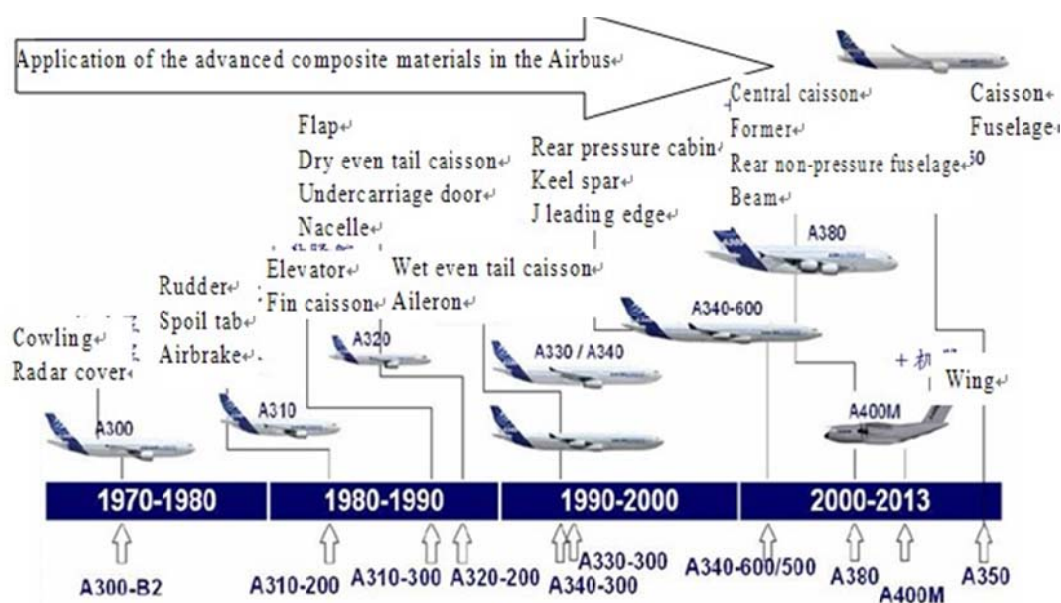 Application of the advanced composite materials in the Airbus↵
Central caisson↵
Former↵
Rear non-pressure fuselage↵
Beam↵
Caisson↵
Fuselage↵
Flap↵
Dry even tail caisson↵
Undercarriage door↵
Nacelle↵
Rear pressure cabin↵
Keel spar↵
J leading edge↵
A380
Elevator↵
Fin caisson↵
Wet even tail caisson↵
Aileron↵
Rudder↵
Spoil tab↵
Airbrake↵
A340-600
Cowling↵
Radar cover↵
A320
A330 / A340
+
Wing↵
A300
A310
A400M
1970-1980
1980-1990
1990-2000
2000-2013
A300-B2
A310-200
A310-300
A320-200
A330-300
A340-300
A340-600/500
A380
A400M
A350